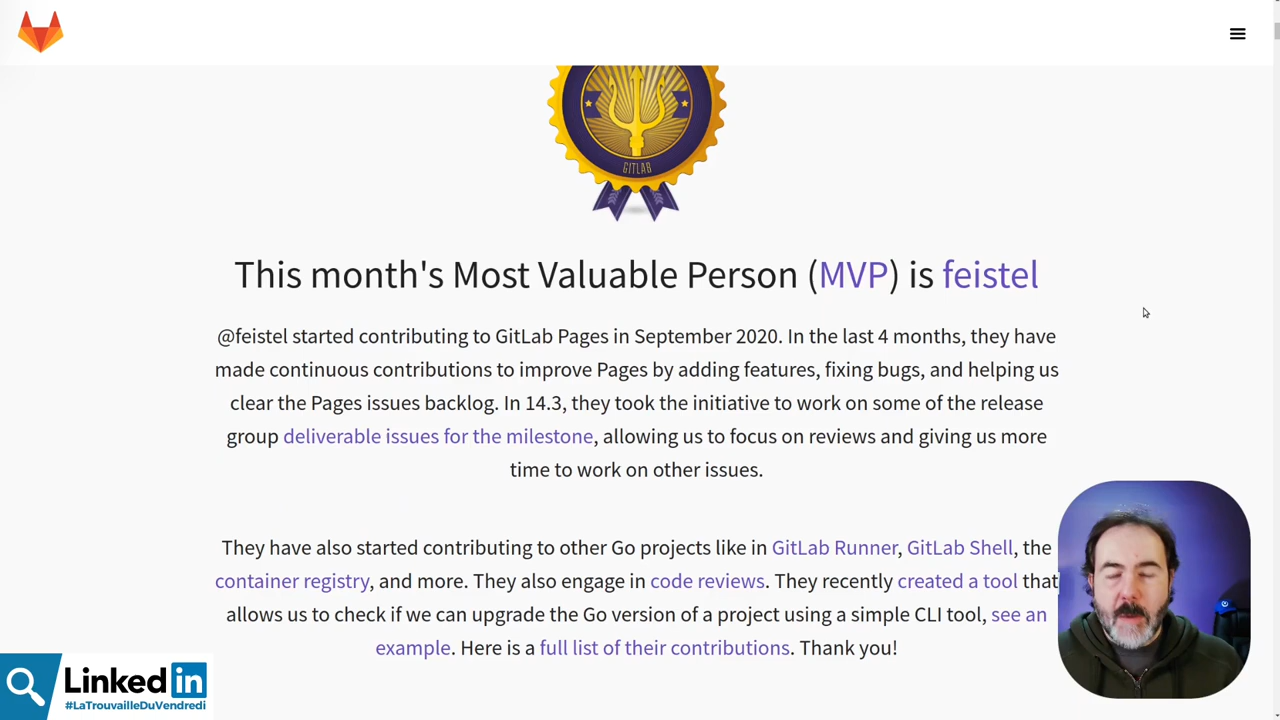 GITLAB
This month's Most Valuable Person (MVP) is feistel
@feistel started contributing to GitLab Pages in September 2020. In the last 4 months, they have
made continuous contributions to improve Pages by adding features, fixing bugs, and helping us
clear the Pages issues backlog. In 14.3, they took the initiative to work on some of the release
group deliverable issues for the milestone, allowing us to focus on reviews and giving us more
time to work on other issues.
They have also started contributing to other Go projects like in GitLab Runner, GitLab Shell, the
container registry, and more. They also engage in code reviews. They recently created a tool that
allows us to check if we can upgrade the Go version of a project using a simple CLI tool, see an
example. Here is a full list of their contributions. Thank you!
Linked in
#LaTrouvailleDuVendredi